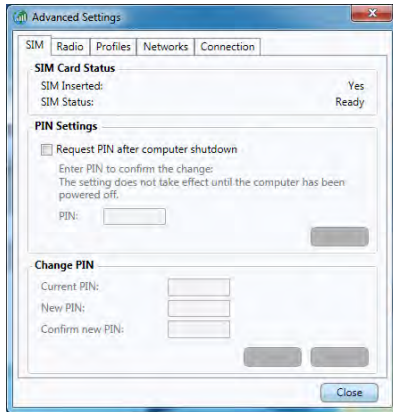 Advanced Settings
SIM Radio Profiles Networks Connection
SIM Card Status
SIM Inserted: Yes
SIM Status: Ready
PIN Settings
Request PIN after computer shutdown
Enter PIN to confirm the change:
The setting does not take effect until the computer has been
powered off.
PIN:
Change PIN
Current PIN:
New PIN:
Confirm new PIN:
Close